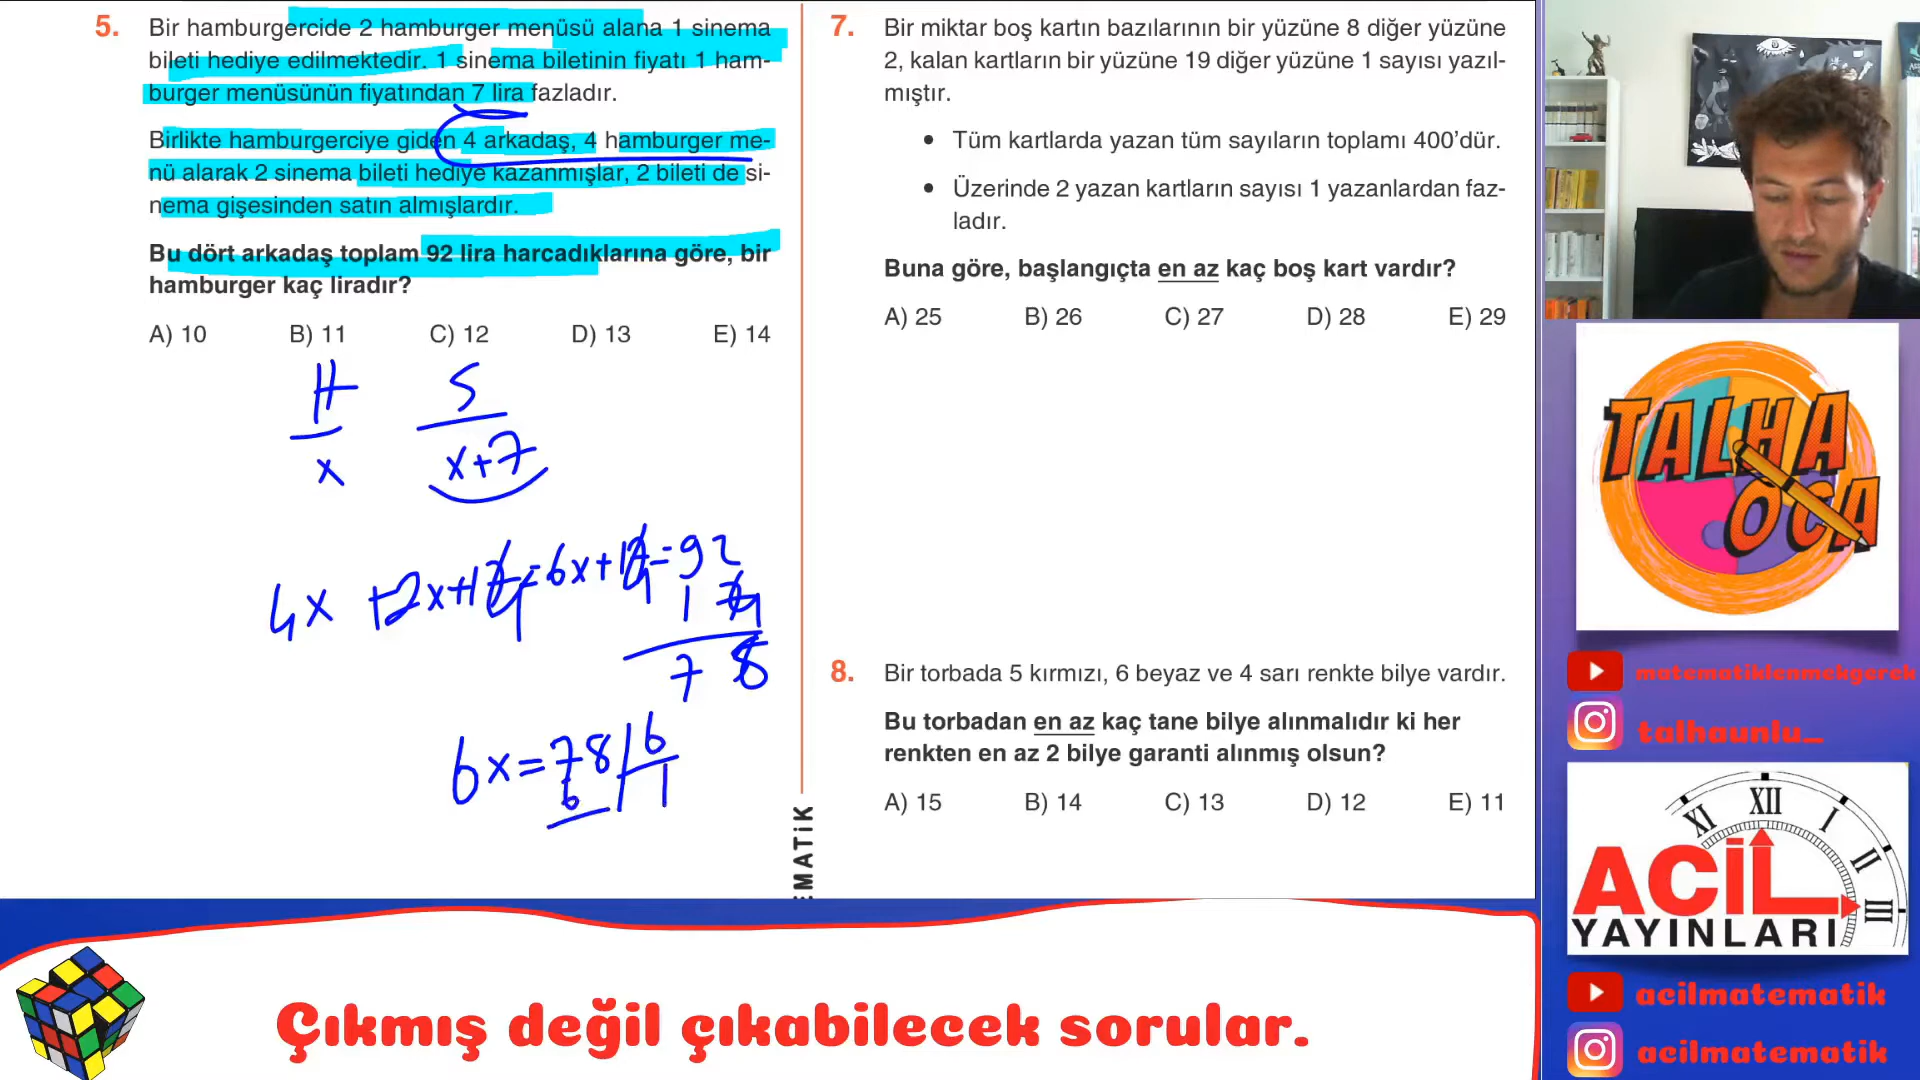 5. Bir hamburgercide 2 hamburger menüsü alana 1 sinema
bileti hediye edilmektedir. 1 sinema biletinin fiyatı 1 ham-
burger menüsünün fiyatından 7 lira fazladır.
Birlikte hamburgerciye giden 4 arkadaş, 4 hamburger me-
nü alarak 2 sinema bileti hediye kazanmışlar, 2 bileti de si-
nema gişesinden satın almışlardır.
Bu dört arkadaş toplam 92 lira harcadıklarına göre, bir
hamburger kaç liradır?
A) 10 B) 11 C) 12 D) 13 E) 14
H S
x x+7
4x +2x+14=6x+14=92
14
78
6x=78 6
6 1
7. Bir miktar boş kartın bazılarının bir yüzüne 8 diğer yüzüne
2, kalan kartların bir yüzüne 19 diğer yüzüne 1 sayısı yazıl-
mıştır.
• Tüm kartlarda yazan tüm sayıların toplamı 400'dür.
• Üzerinde 2 yazan kartların sayısı 1 yazanlardan faz-
ladır.
Buna göre, başlangıçta en az kaç boş kart vardır?
A) 25 B) 26 C) 27 D) 28 E) 29
8. Bir torbada 5 kırmızı, 6 beyaz ve 4 sarı renkte bilye vardır.
Bu torbadan en az kaç tane bilye alınmalıdır ki her
renkten en az 2 bilye garanti alınmış olsun?
A) 15 B) 14 C) 13 D) 12 E) 11
EMATİK
TALHA
OCA
matematiklenmekgerek
talhaunlu_
XI XII I II III
ACİL
YAYINLARI
acilmatematik
acilmatematik
Çıkmış değil çıkabilecek sorular.